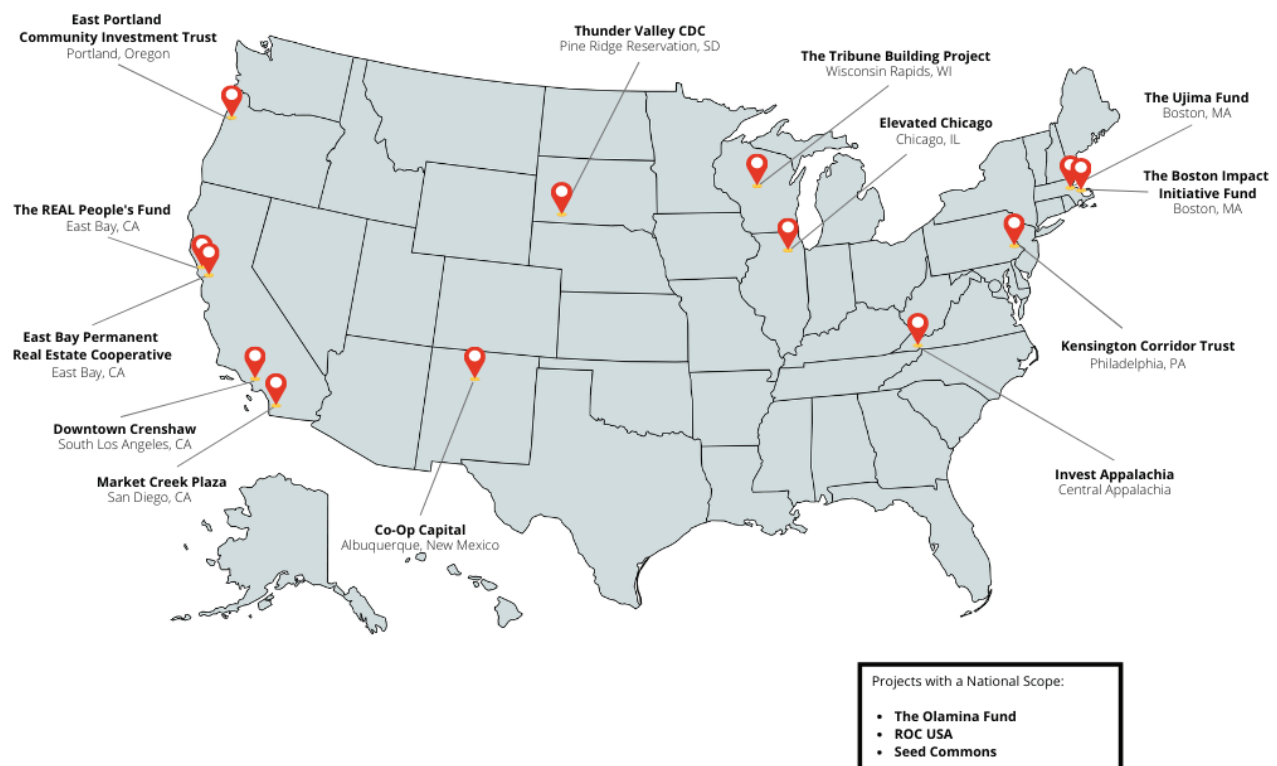 East Portland
Community Investment Trust
Portland, Oregon
Thunder Valley CDC
Pine Ridge Reservation, SD
The Tribune Building Project
Wisconsin Rapids, WI
Elevated Chicago
Chicago, IL
The Ujima Fund
Boston, MA
The Boston Impact
Initiative Fund
Boston, MA
The REAL People's Fund
East Bay, CA
East Bay Permanent
Real Estate Cooperative
East Bay, CA
Kensington Corridor Trust
Philadelphia, PA
Downtown Crenshaw
South Los Angeles, CA
Market Creek Plaza
San Diego, CA
Invest Appalachia
Central Appalachia
Co-Op Capital
Albuquerque, New Mexico
Projects with a National Scope:
• The Olamina Fund
• ROC USA
• Seed Commons